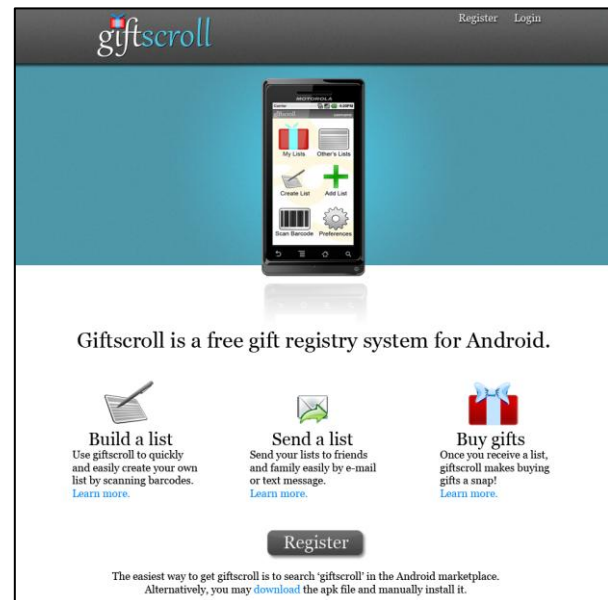 giftscroll
Register Login
MOTOROLA
giftscroll
My Lists Other's Lists
Create List Add List
Scan Barcode Preferences
Giftscroll is a free gift registry system for Android.
Build a list
Use giftscroll to quickly
and easily create your own
list by scanning barcodes.
Learn more.
Send a list
Send your lists to friends
and family easily by e-mail
or text message.
Learn more.
Buy gifts
Once you receive a list,
giftscroll makes buying
gifts a snap!
Learn more.
Register
The easiest way to get giftscroll is to search ‘giftscroll’ in the Android marketplace.
Alternatively, you may download the apk file and manually install it.